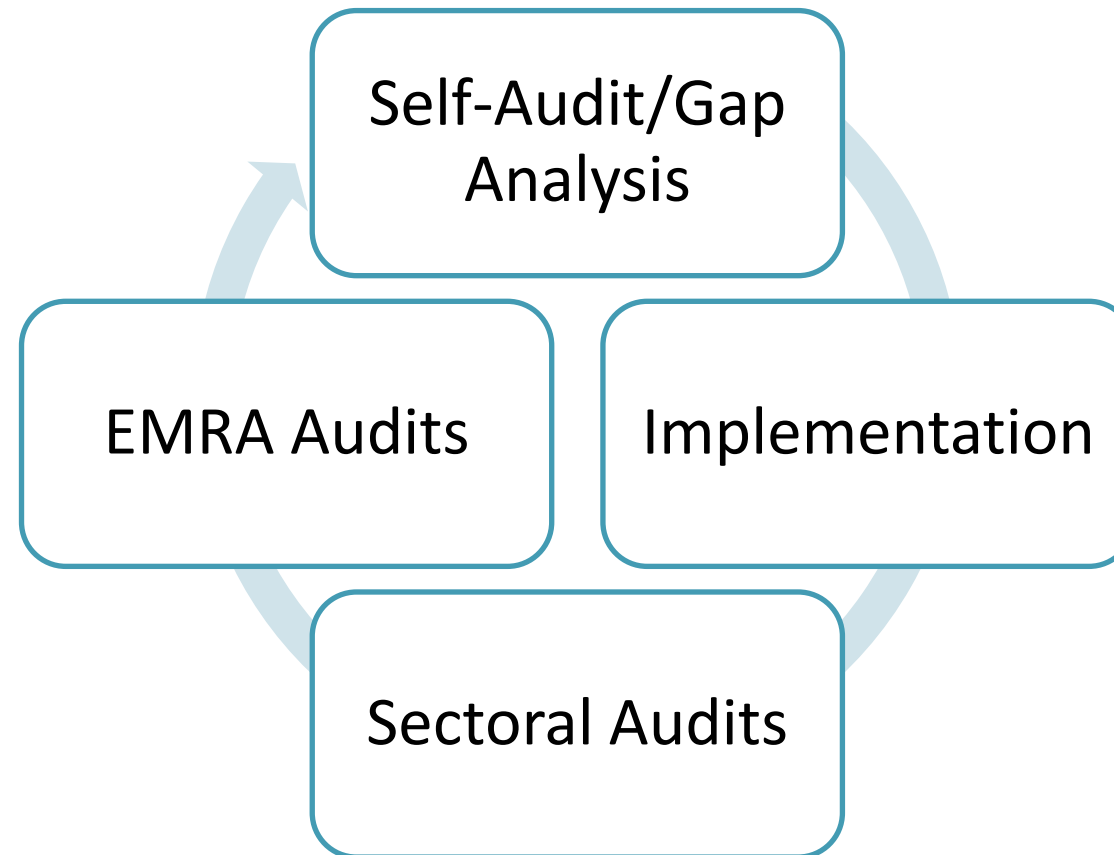 Self-Audit/Gap
Analysis
EMRA Audits
Implementation
Sectoral Audits